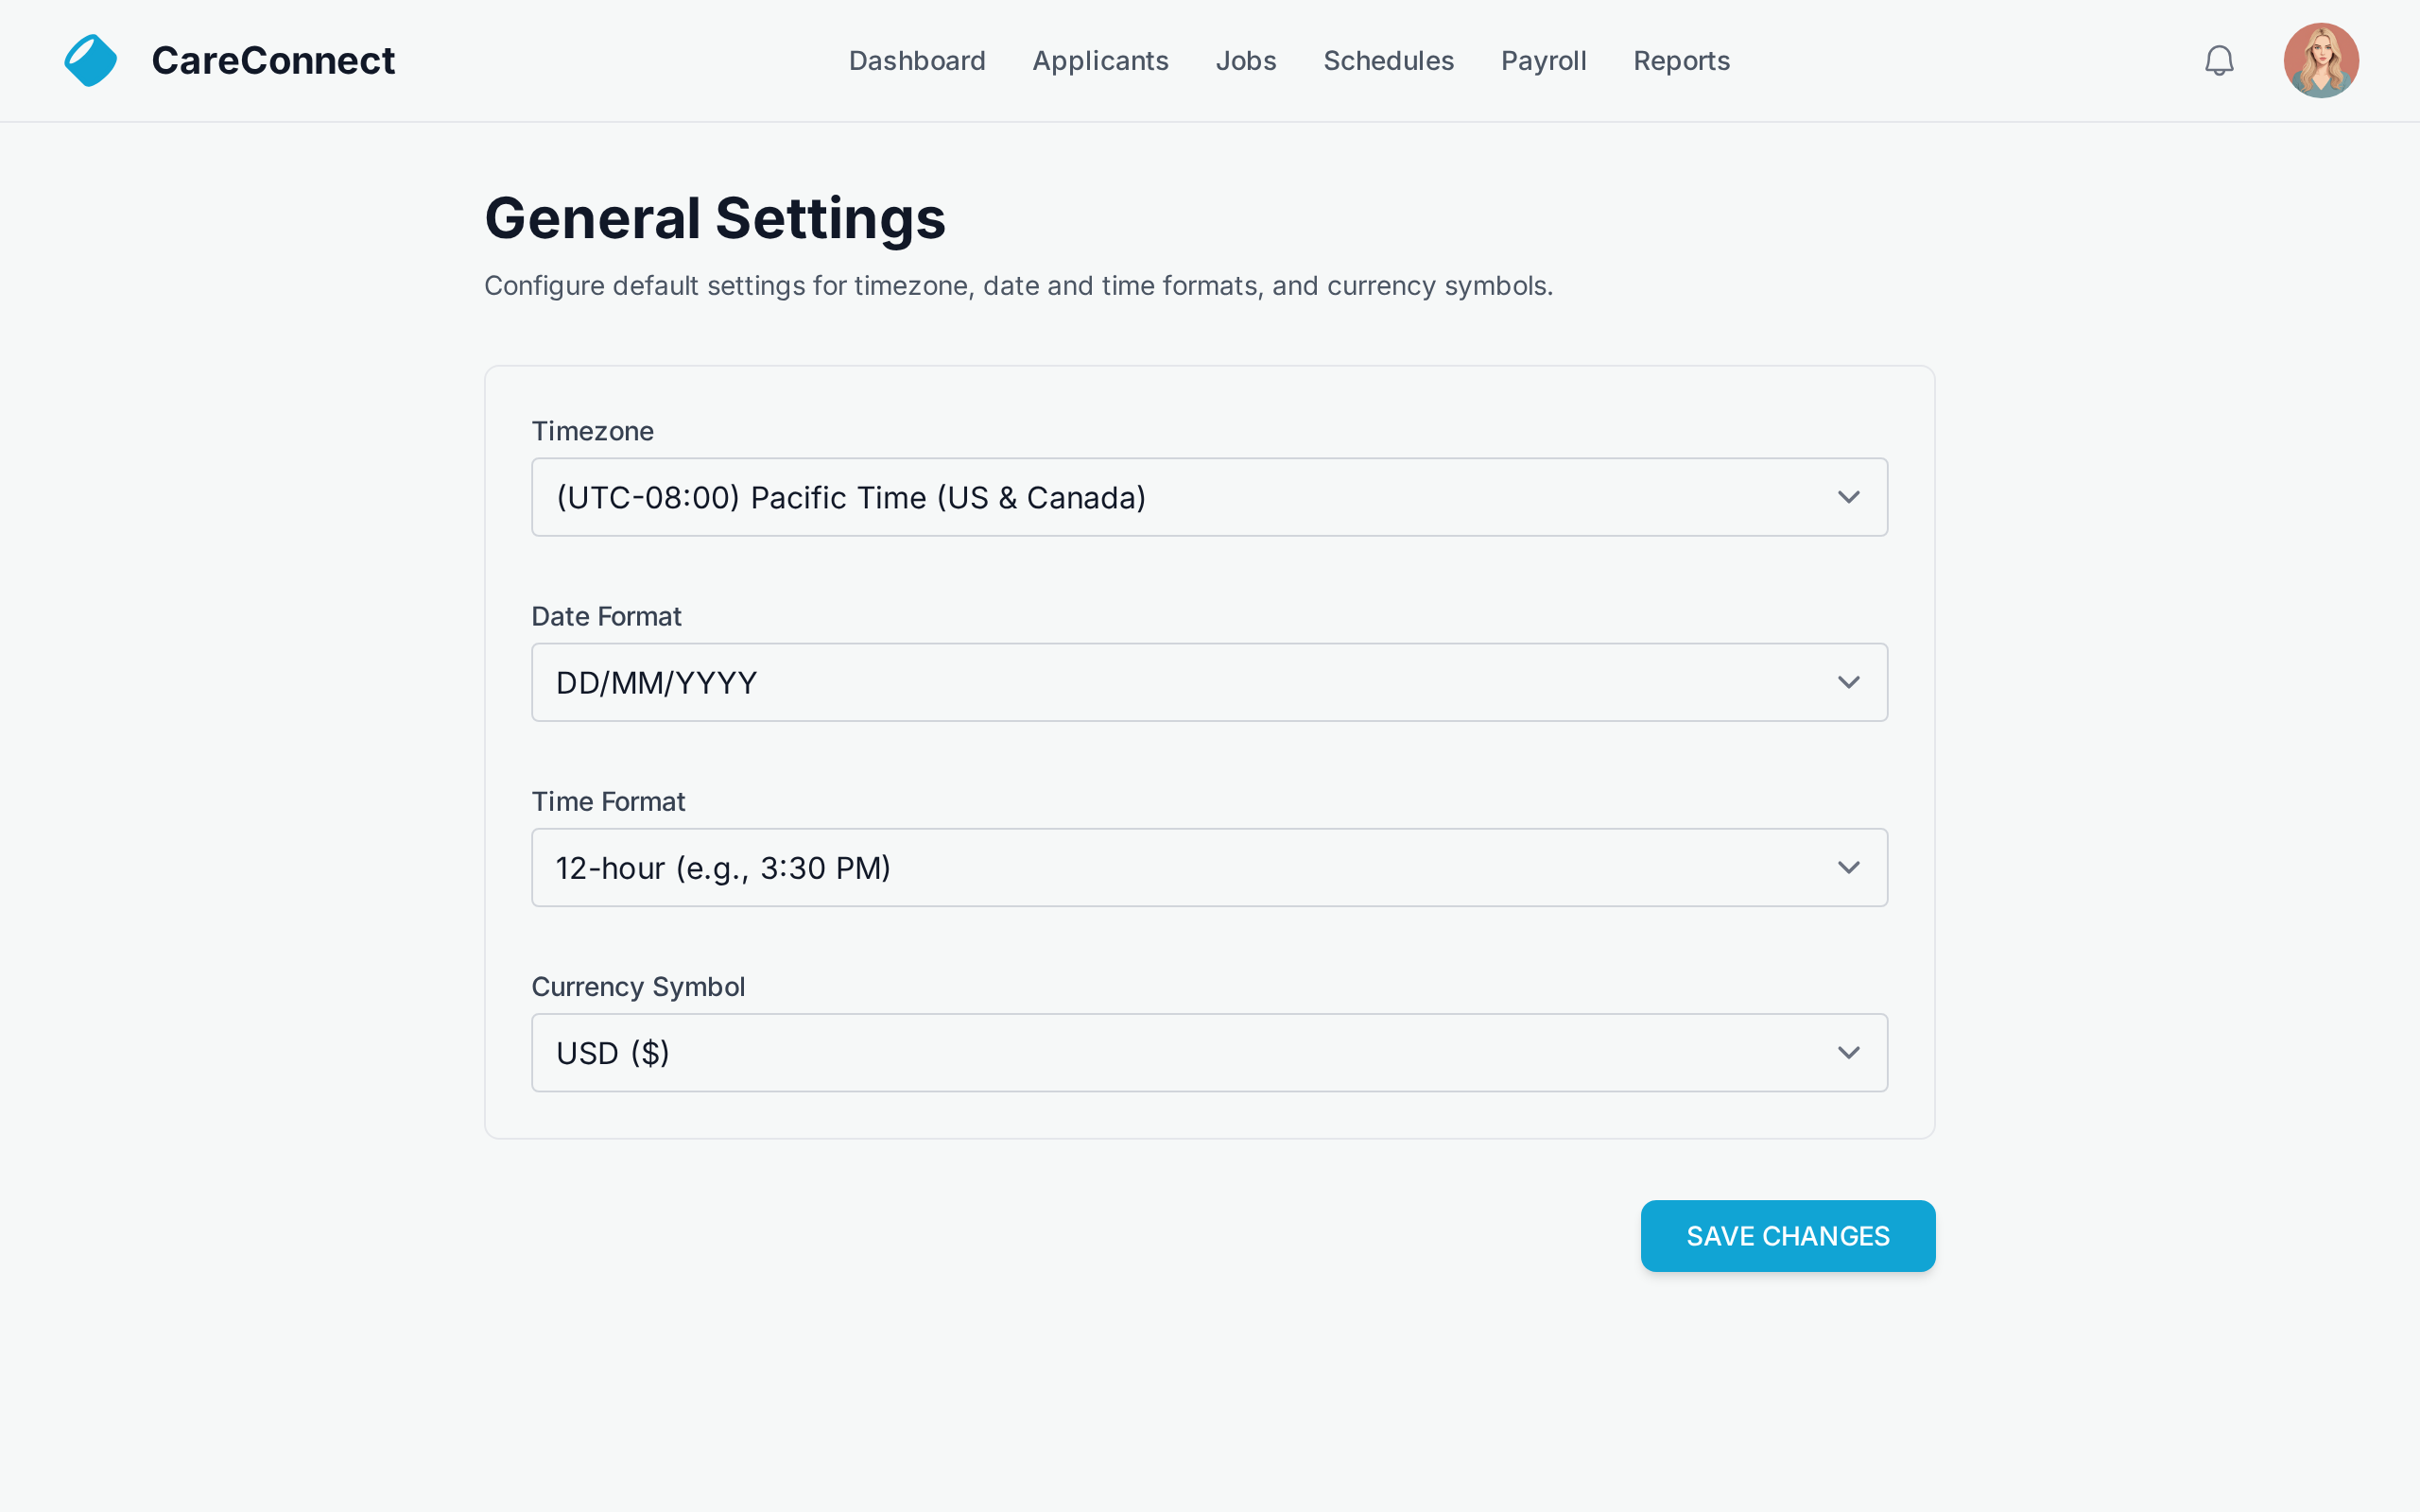 CareConnect
Dashboard
Applicants
Jobs
Schedules
Payroll
Reports
General Settings
Configure default settings for timezone, date and time formats, and currency symbols.
Timezone
(UTC-08:00) Pacific Time (US & Canada)
Date Format
DD/MM/YYYY
Time Format
12-hour (e.g., 3:30 PM)
Currency Symbol
USD ($)
SAVE CHANGES